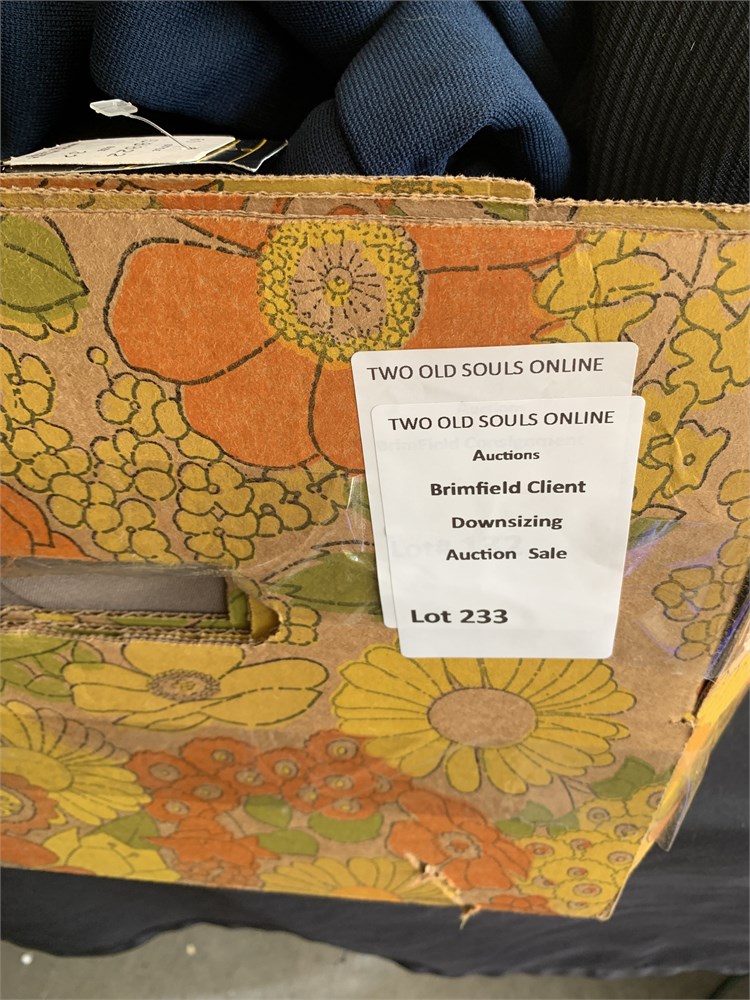 TWO OLD SOULS ONLINE
TWO OLD SOULS ONLINE
Auctions
Brimfield Client
Downsizing
Auction Sale
Lot 233